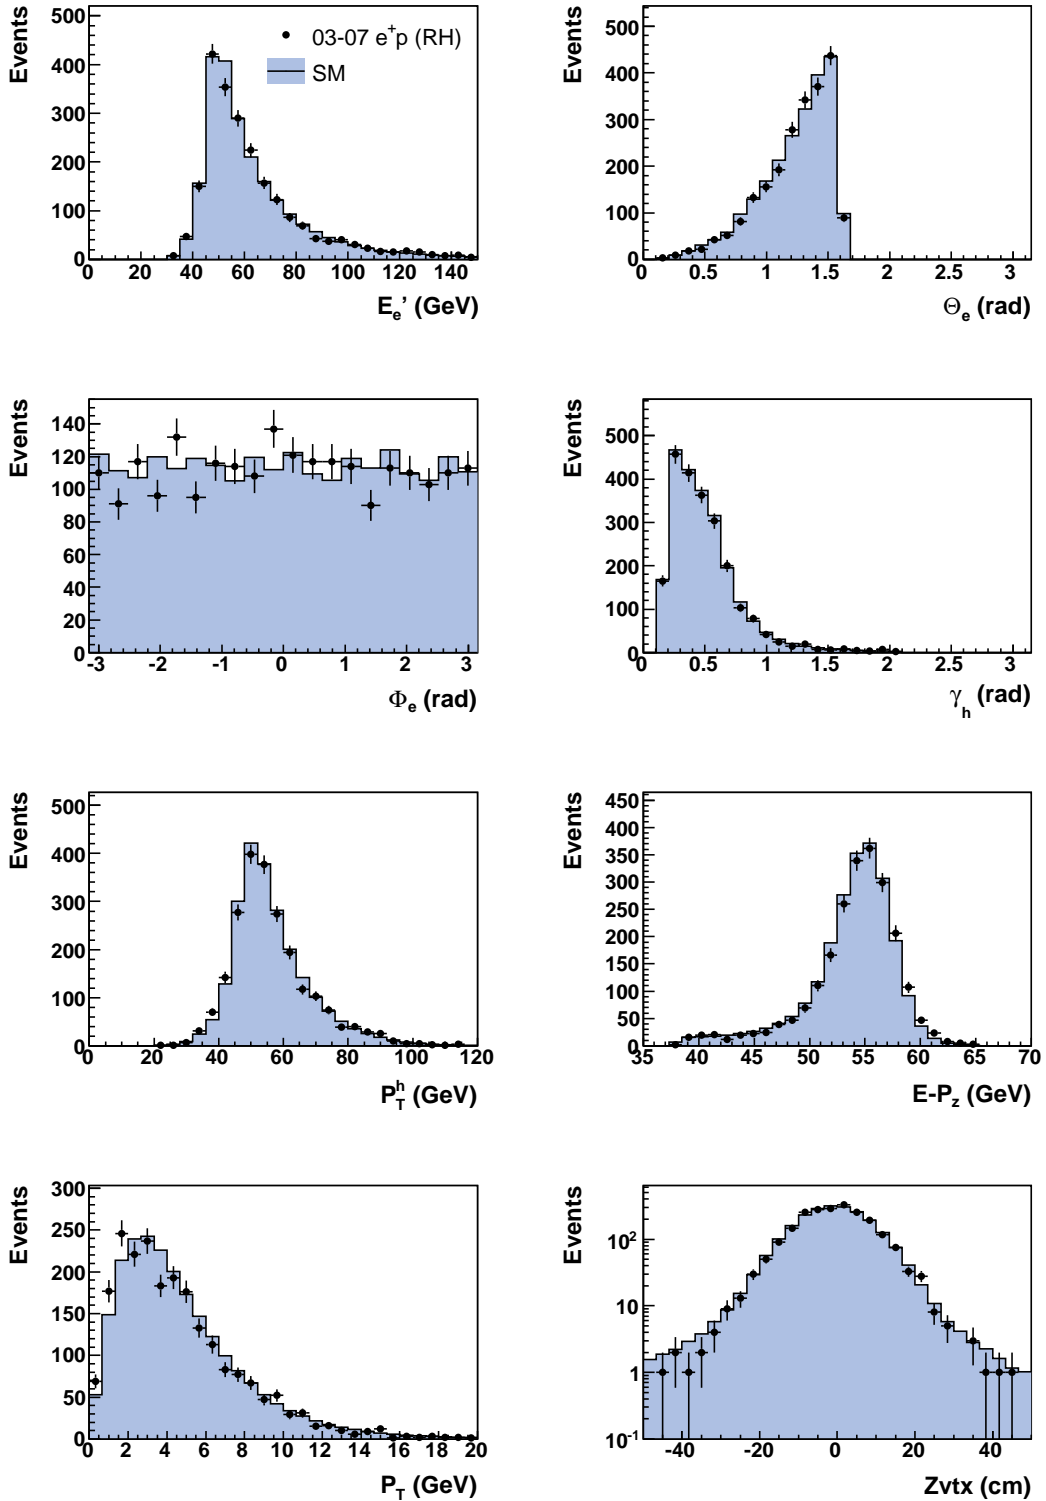 Events
500
400
300
200
100
0
03-07 e⁺p (RH)
SM
0 20 40 60 80 100 120 140
Eₑ' (GeV)
Events
500
400
300
200
100
0
0.5 1 1.5 2 2.5 3
Θₑ (rad)
Events
140
120
100
80
60
40
20
0
-3 -2 -1 0 1 2 3
Φₑ (rad)
Events
500
400
300
200
100
0
0.5 1 1.5 2 2.5 3
γₕ (rad)
Events
500
400
300
200
100
0
0 20 40 60 80 100 120
P_T^h (GeV)
Events
450
400
350
300
250
200
150
100
50
0
35 40 45 50 55 60 65 70
E-P_z (GeV)
Events
300
250
200
150
100
50
0
0 2 4 6 8 10 12 14 16 18 20
P_T (GeV)
Events
10²
10
1
10⁻¹
-40 -20 0 20 40
Zvtx (cm)